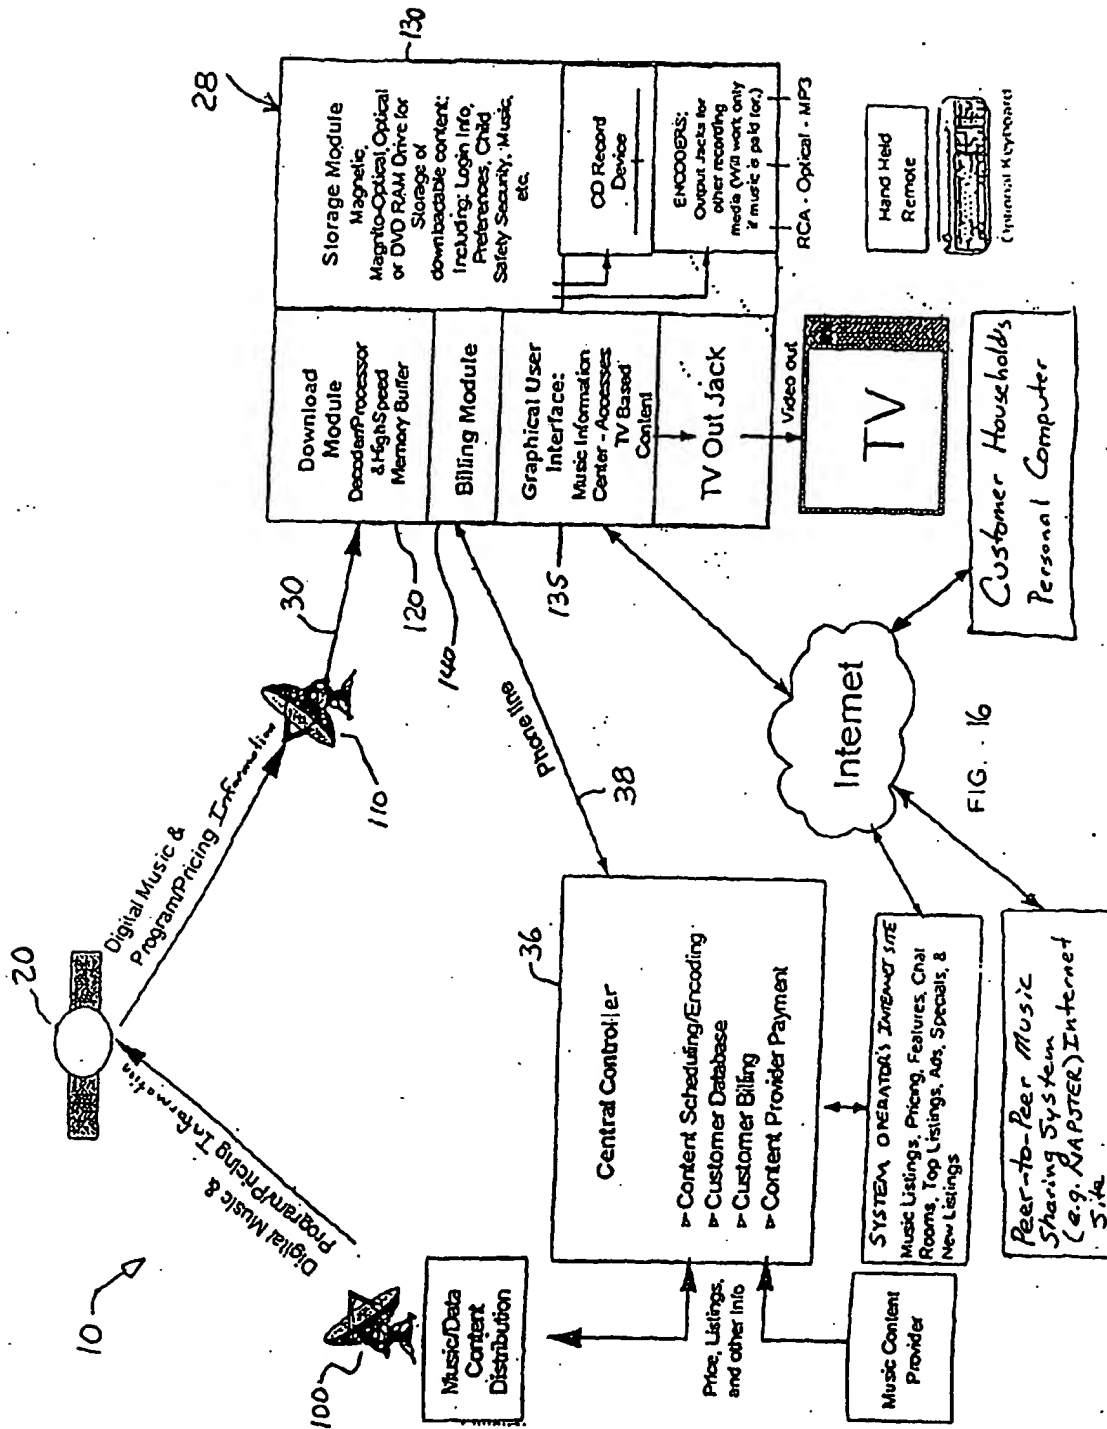 10
20
Digital Music &
Program/Pricing Information
Digital Music &
Program/Pricing Information
100
110
30
Music/Data
Content
Distribution
Price, Listings,
and other Info
Music Content
Provider
36
Central Controller
Content Scheduling/Encoding
Customer Database
Customer Billing
Content Provider Payment
Phone line
38
SYSTEM OPERATOR'S INTERNET SITE
Music Listings, Pricing, Features, Chat
Rooms, Top Listings, Ads, Specials, &
New Listings
Peer-to-Peer Music
Sharing System
(e.g. NAPSTER) Internet
Site
Internet
Customer Household's
Personal Computer
28
120
140
135
130
Download
Module
Decoder/Processor
& High Speed
Memory Buffer
Billing Module
Graphical User
Interface:
Music Information
Center - Accesses
TV Based
Content
TV Out Jack
Video out
TV
Storage Module
Magnetic,
Magnito-Optical, Optical
or DVD RAM Drive for
Storage of
downloadable content:
Including: Login Info,
Preferences, Child
Safety Security, Music,
etc.
CD Record
Device
ENCODERS:
Output Jacks for
other recording
media (Will work only
if music is paid for.)
RCA - Optical - MP3
Hand Held
Remote
Optional Keyboard
FIG. 16